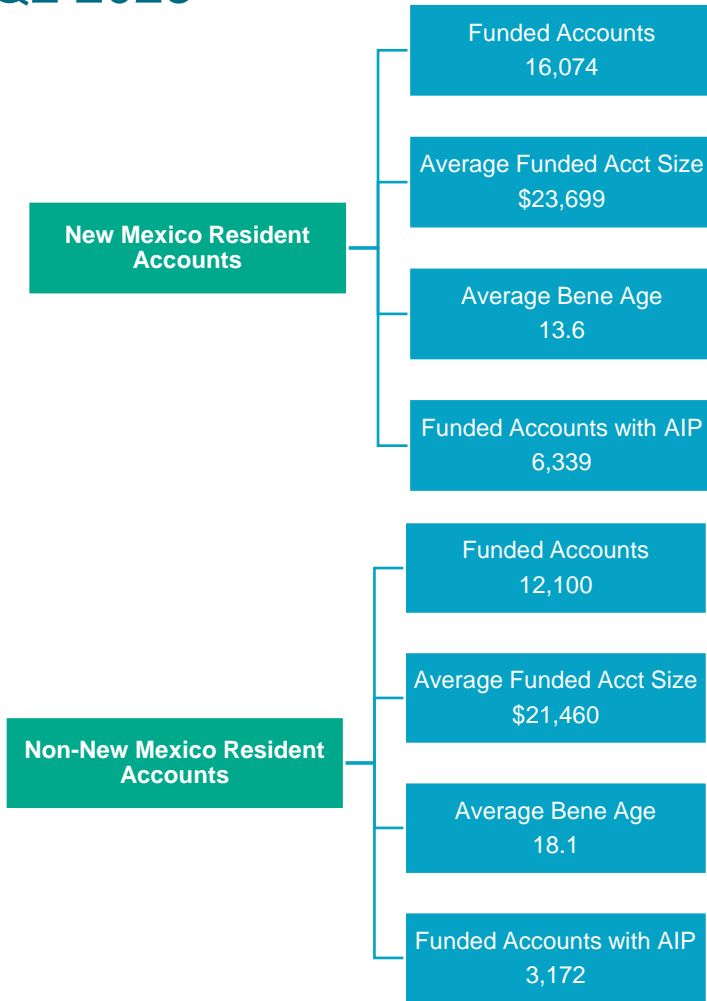 New Mexico Resident
Accounts
Funded Accounts
16,074
Average Funded Acct Size
$23,699
Average Bene Age
13.6
Funded Accounts with AIP
6,339
Non-New Mexico Resident
Accounts
Funded Accounts
12,100
Average Funded Acct Size
$21,460
Average Bene Age
18.1
Funded Accounts with AIP
3,172